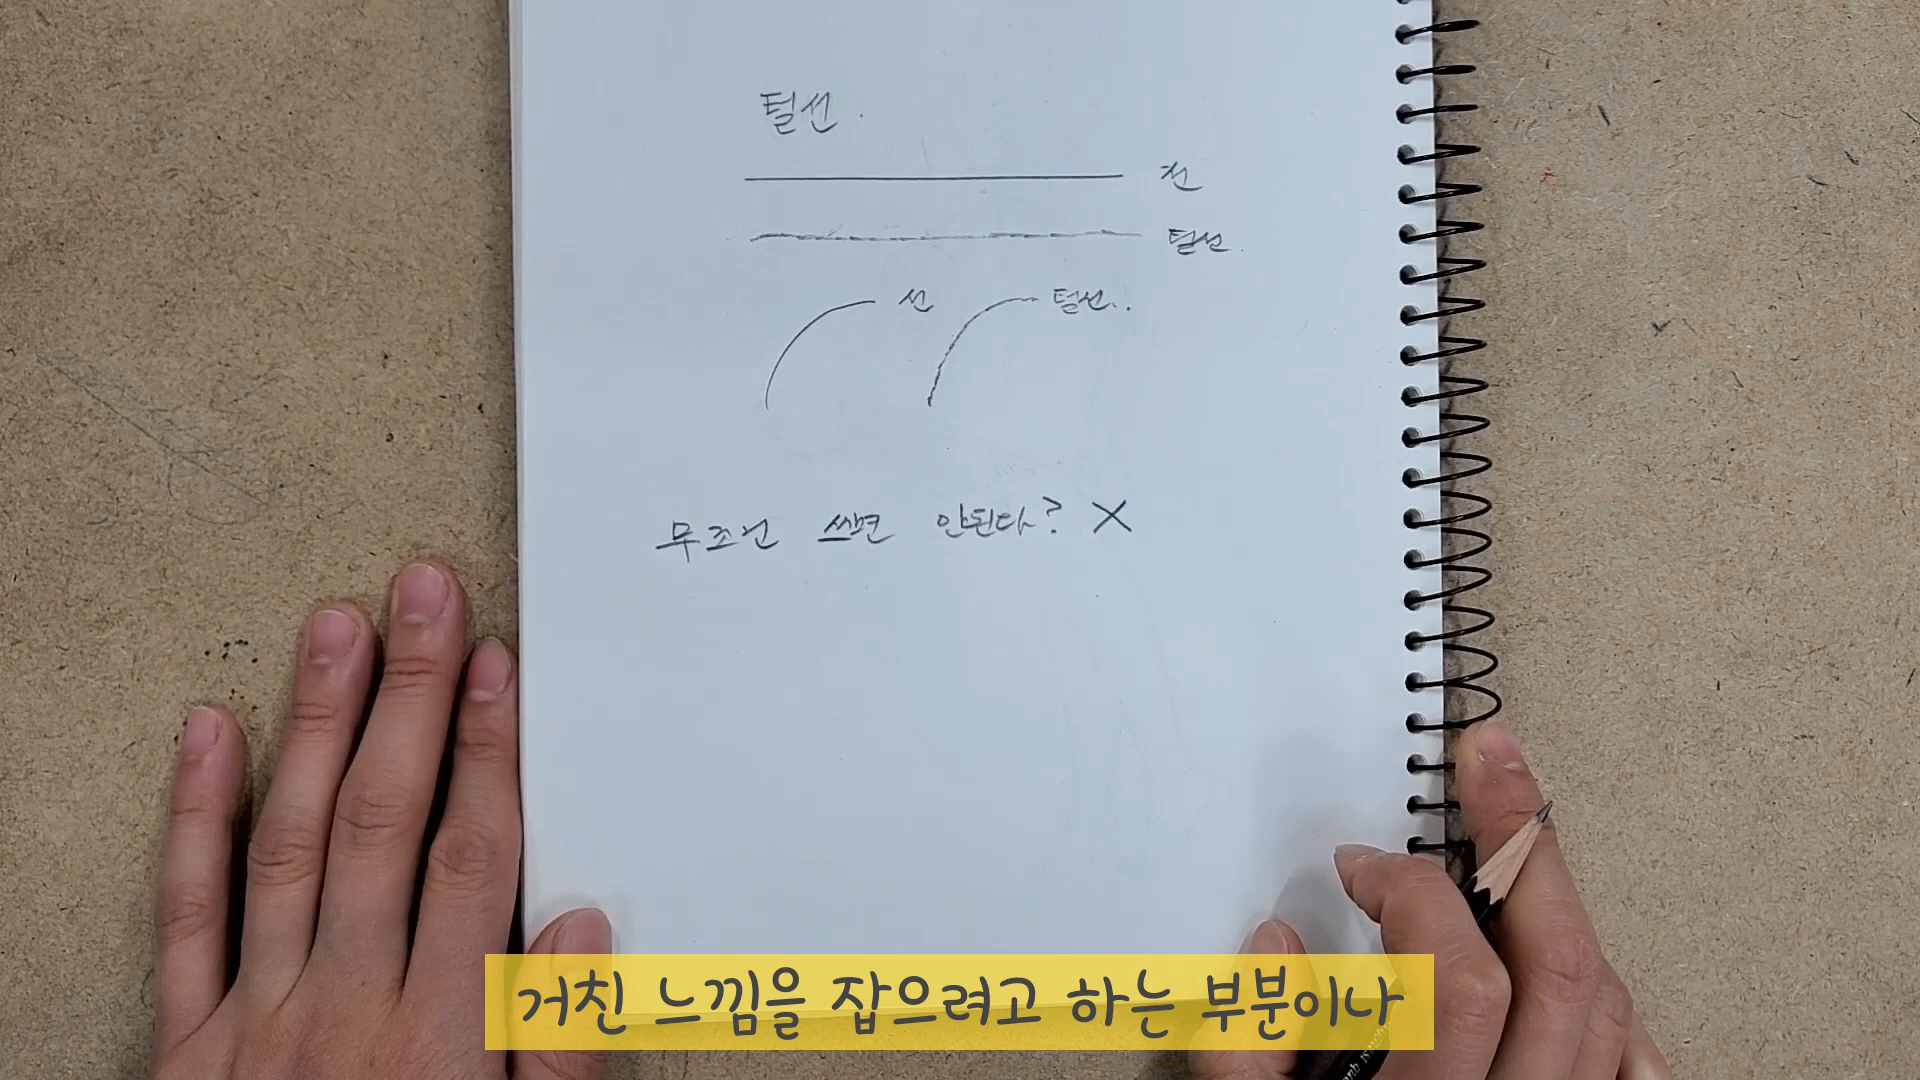 털선.
선
털선.
선 털선..
무조건 쓰면 안된다? X
거친 느낌을 잡으려고 하는 부분이나